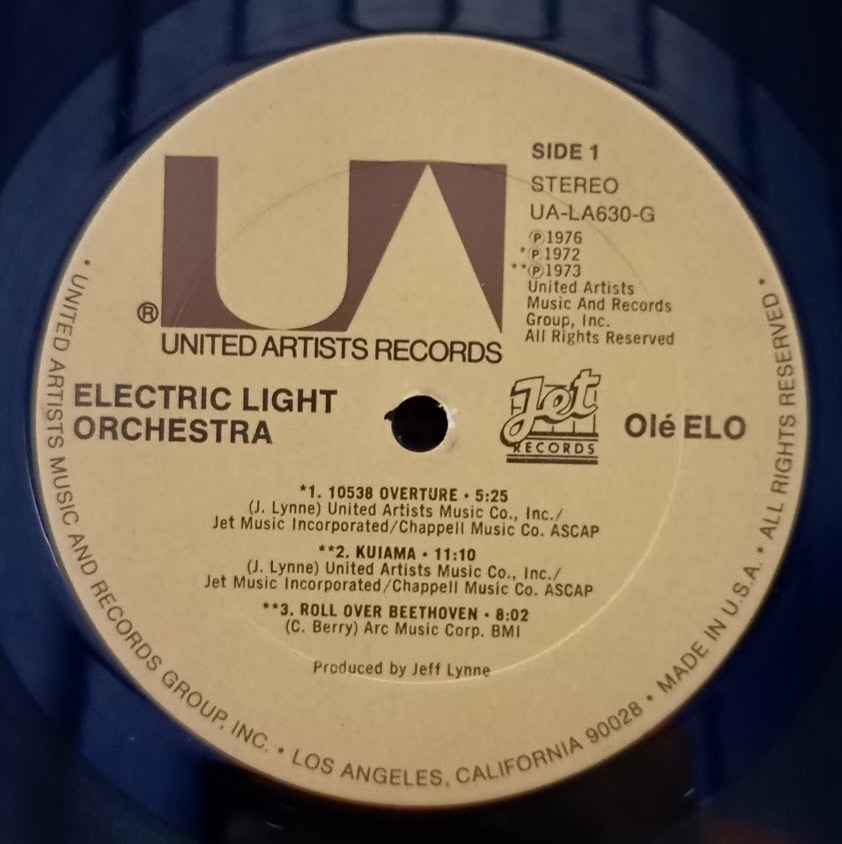 UA
SIDE 1
STEREO
UA-LA630-G
Ⓟ1976
*Ⓟ1972
**Ⓟ1973
United Artists
Music And Records
Group, Inc.
All Rights Reserved
®
UNITED ARTISTS RECORDS
ELECTRIC LIGHT
ORCHESTRA
Jet
RECORDS
Olé ELO
*1. 10538 OVERTURE • 5:25
(J. Lynne) United Artists Music Co., Inc./
Jet Music Incorporated/Chappell Music Co. ASCAP
**2. KUIAMA • 11:10
(J. Lynne) United Artists Music Co., Inc./
Jet Music Incorporated/Chappell Music Co. ASCAP
**3. ROLL OVER BEETHOVEN • 8:02
(C. Berry) Arc Music Corp. BMI
Produced by Jeff Lynne
• UNITED ARTISTS MUSIC AND RECORDS GROUP, INC. • LOS ANGELES, CALIFORNIA 90028 • MADE IN U.S.A. • ALL RIGHTS RESERVED •